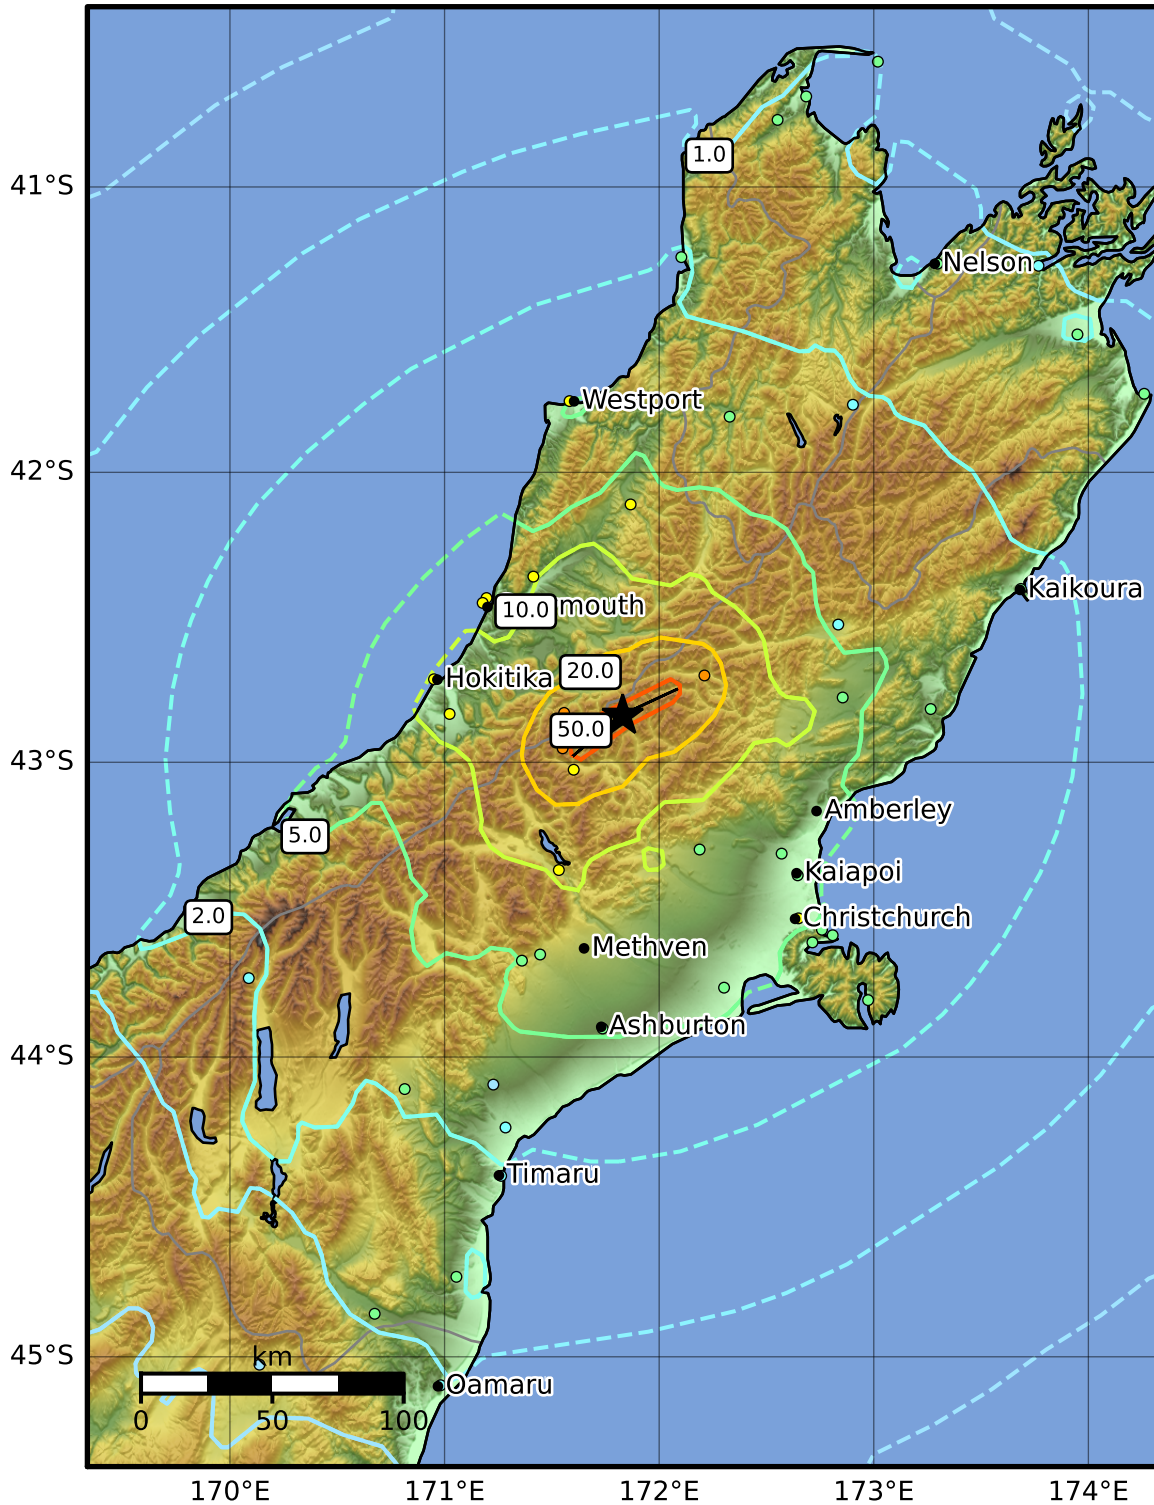 1.0
41°S
Nelson
Westport
42°S
Kaikoura
10.0
mouth
20.0
Hokitika
50.0
43°S
Amberley
5.0
Kaiapoi
2.0
Christchurch
Methven
Ashburton
44°S
Timaru
45°S
km
Oamaru
0 50 100
170°E 171°E 172°E 173°E 174°E